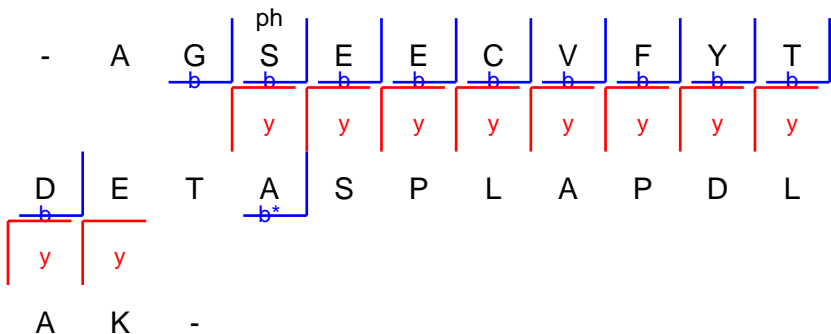 ph
- A G S E E C V F Y T
b b b b b b b b b
y y y y y y y y
D E T A S P L A P D L
b b*
y y
A K -